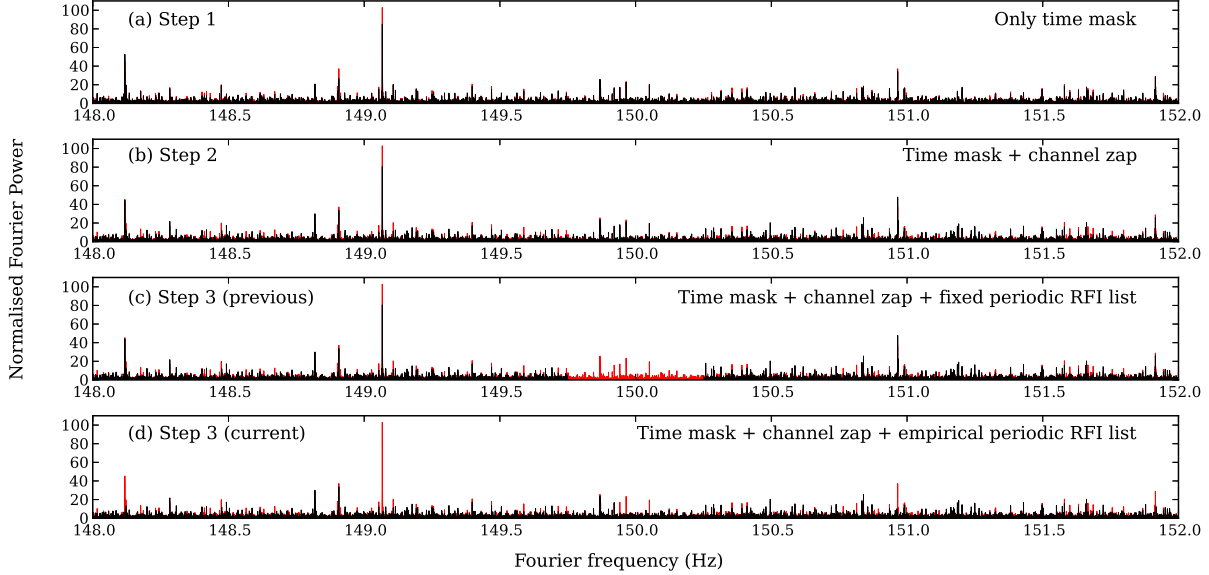 (a) Step 1
Only time mask
100
80
60
40
20
0
148.0 148.5 149.0 149.5 150.0 150.5 151.0 151.5 152.0
(b) Step 2
Time mask + channel zap
100
80
60
40
20
0
148.0 148.5 149.0 149.5 150.0 150.5 151.0 151.5 152.0
(c) Step 3 (previous)
Time mask + channel zap + fixed periodic RFI list
100
80
60
40
20
0
148.0 148.5 149.0 149.5 150.0 150.5 151.0 151.5 152.0
(d) Step 3 (current)
Time mask + channel zap + empirical periodic RFI list
100
80
60
40
20
0
148.0 148.5 149.0 149.5 150.0 150.5 151.0 151.5 152.0
Normalised Fourier Power
Fourier frequency (Hz)